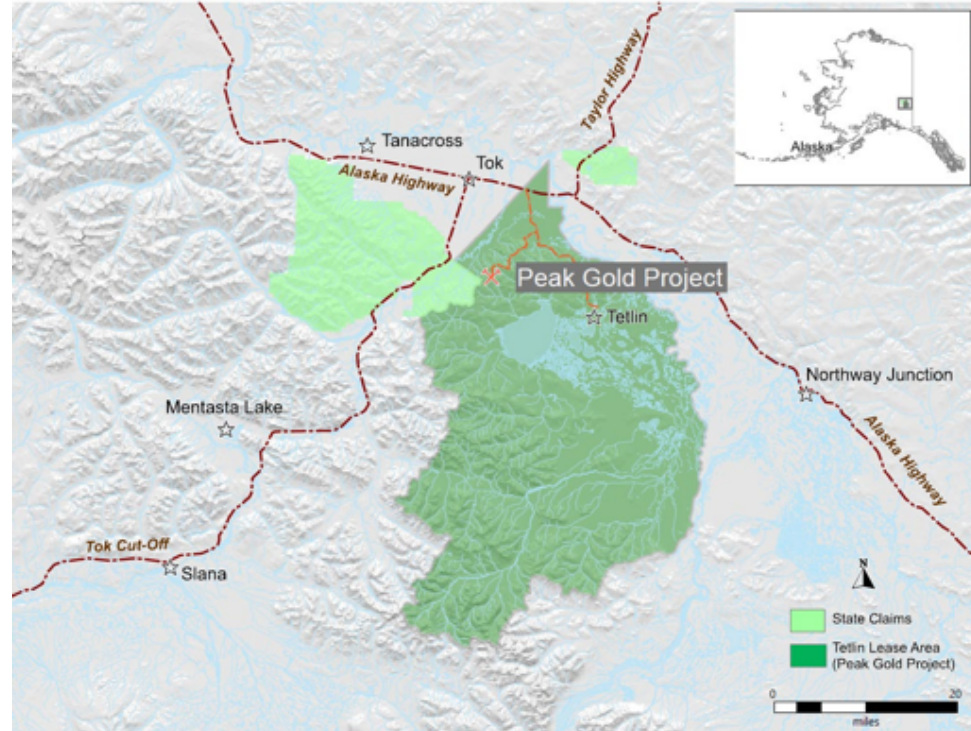 Taylor Highway
Alaska
Tanacross
Tok
Alaska Highway
Peak Gold Project
Tetlin
Northway Junction
Mentasta Lake
Alaska Highway
Tok Cut-Off
Slana
N
State Claims
Tetlin Lease Area
(Peak Gold Project)
0 20
miles